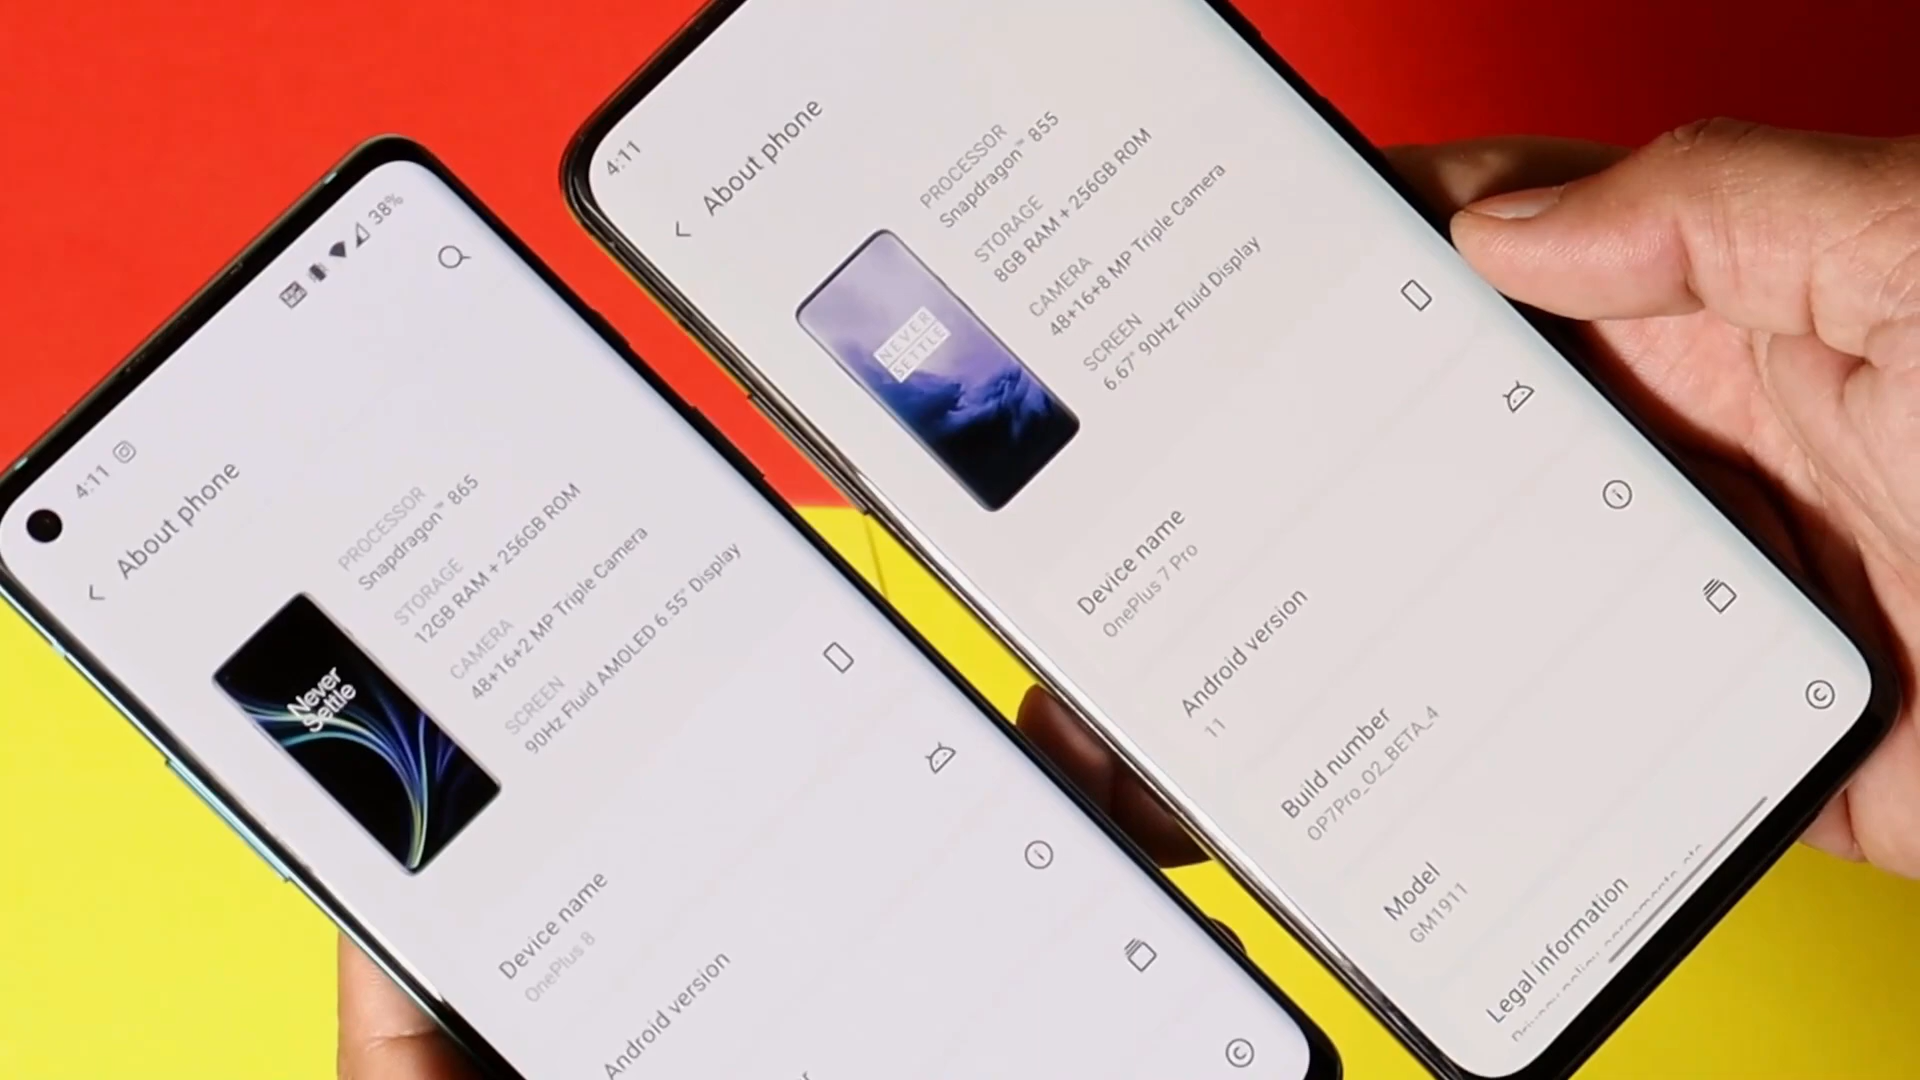 4:11
38%
About phone
PROCESSOR
Snapdragon™ 865
STORAGE
12GB RAM + 256GB ROM
CAMERA
48+16+2 MP Triple Camera
SCREEN
90Hz Fluid AMOLED 6.55" Display
Never
Settle
Device name
OnePlus 8
Android version
4:11
About phone
PROCESSOR
Snapdragon™ 855
STORAGE
8GB RAM + 256GB ROM
CAMERA
48+16+8 MP Triple Camera
SCREEN
6.67" 90Hz Fluid Display
NEVER
SETTLE
Device name
OnePlus 7 Pro
Android version
11
Build number
OP7Pro_O2_BETA_4
Model
GM1911
Legal information